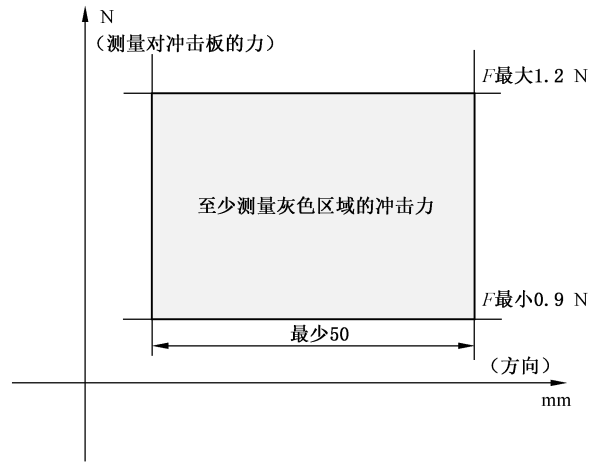 N
（测量对冲击板的力）
F最大1.2 N
至少测量灰色区域的冲击力
F最小0.9 N
最少50
（方向）
mm